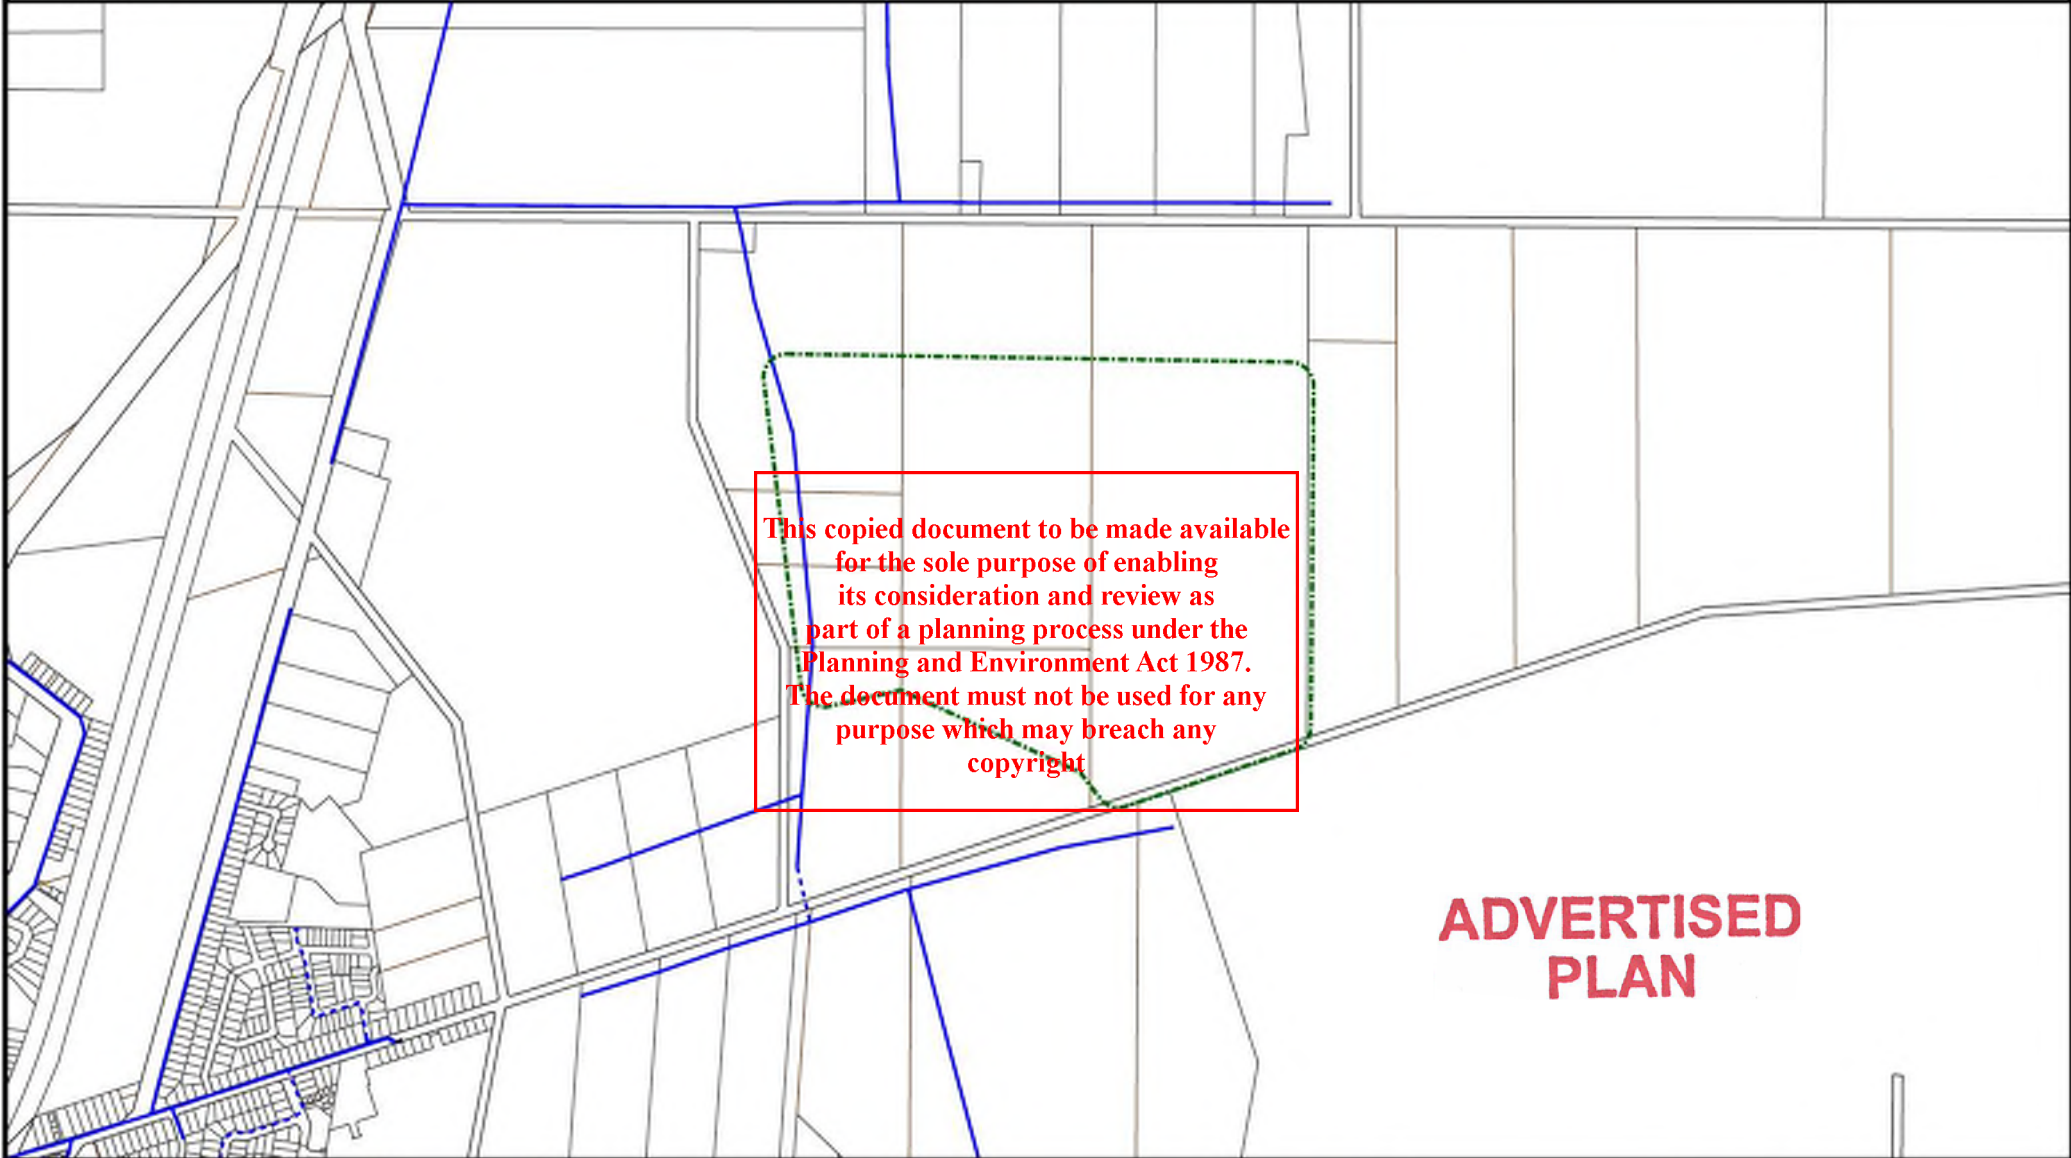 This copied document to be made available
for the sole purpose of enabling
its consideration and review as
part of a planning process under the
Planning and Environment Act 1987.
The document must not be used for any
purpose which may breach any
copyright
ADVERTISED
PLAN